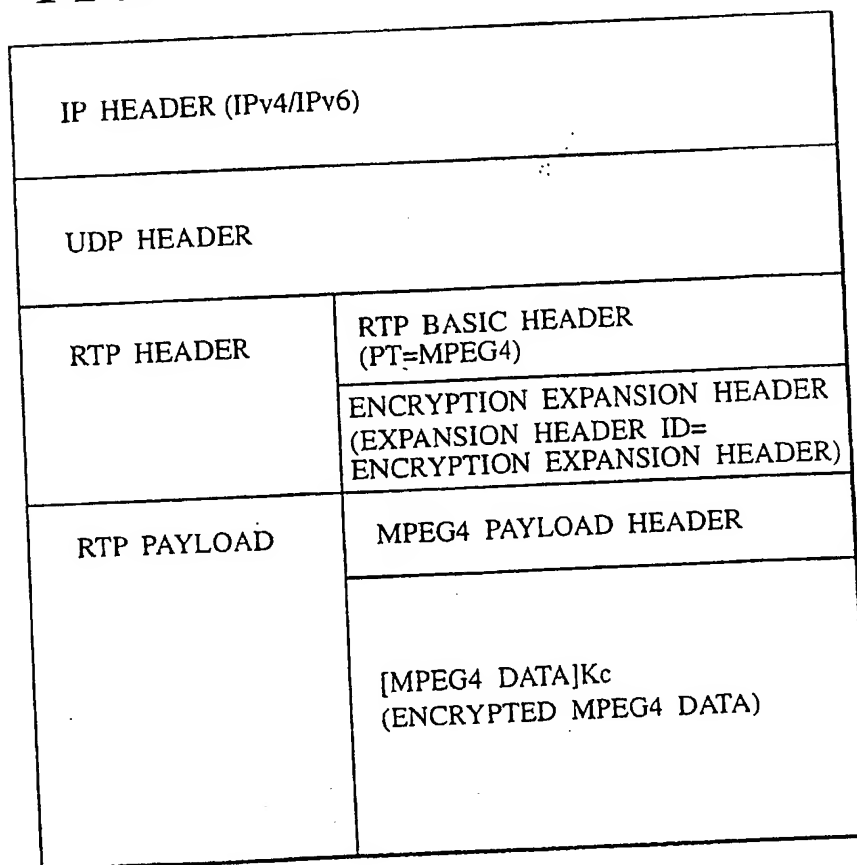 IP HEADER (IPv4/IPv6)
UDP HEADER
RTP HEADER
RTP BASIC HEADER
(PT=MPEG4)
ENCRYPTION EXPANSION HEADER
(EXPANSION HEADER ID=
ENCRYPTION EXPANSION HEADER)
RTP PAYLOAD
MPEG4 PAYLOAD HEADER
[MPEG4 DATA]Kc
(ENCRYPTED MPEG4 DATA)